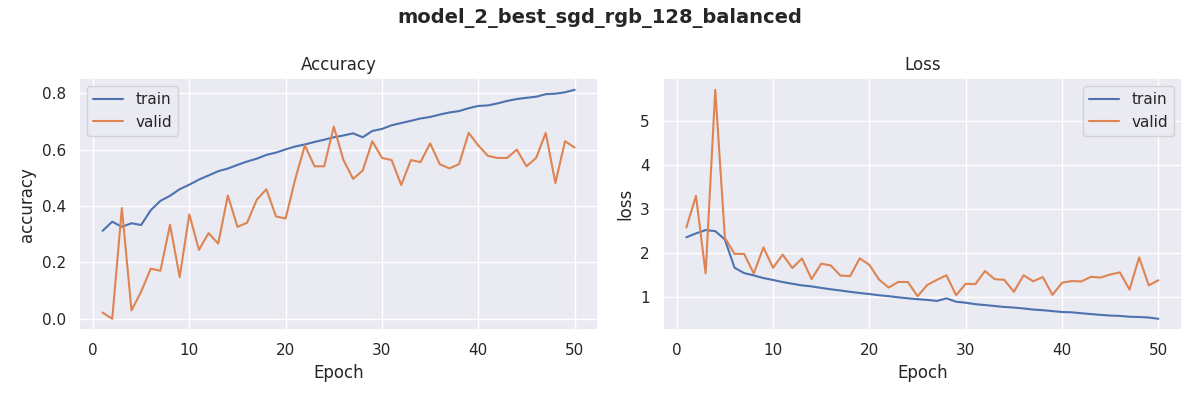 model_2_best_sgd_rgb_128_balanced
Accuracy
accuracy
0.8
0.6
0.4
0.2
0.0
train
valid
0 10 20 30 40 50
Epoch
Loss
loss
5
4
3
2
1
train
valid
0 10 20 30 40 50
Epoch